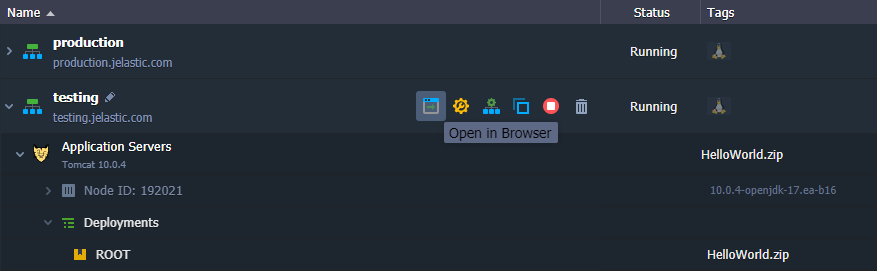 Name Status Tags
production
production.jelastic.com
Running
testing
testing.jelastic.com
Running
Open in Browser
Application Servers
Tomcat 10.0.4
HelloWorld.zip
Node ID: 192021
10.0.4-openjdk-17.ea-b16
Deployments
ROOT
HelloWorld.zip